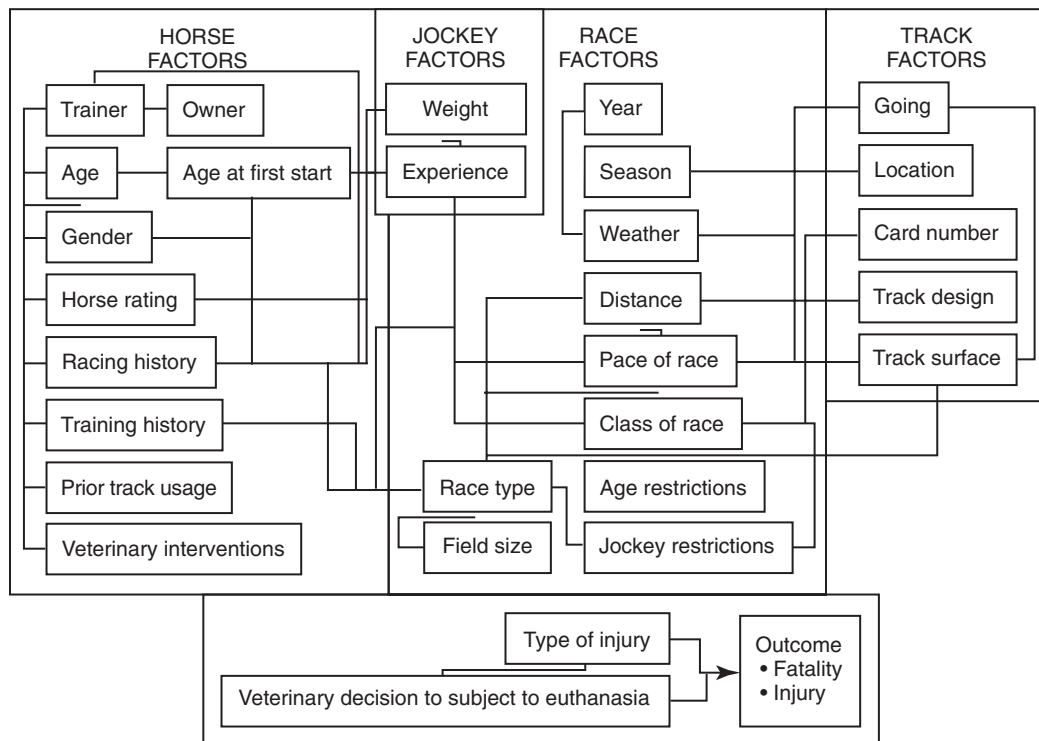 HORSE
FACTORS
Trainer
Owner
Age
Age at first start
Gender
Horse rating
Racing history
Training history
Prior track usage
Veterinary interventions
JOCKEY
FACTORS
Weight
Experience
RACE
FACTORS
Year
Season
Weather
Distance
Pace of race
Class of race
Race type
Age restrictions
Field size
Jockey restrictions
TRACK
FACTORS
Going
Location
Card number
Track design
Track surface
Type of injury
Veterinary decision to subject to euthanasia
Outcome
• Fatality
• Injury